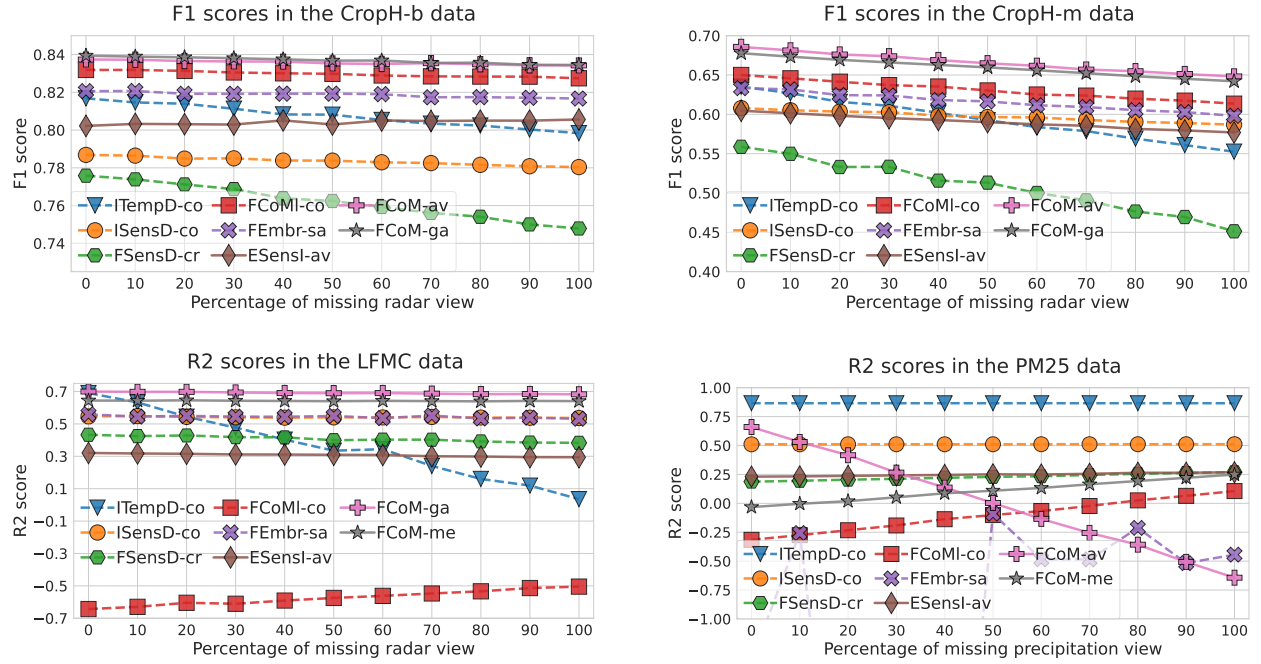 F1 scores in the CropH-b data
F1 score
0.84
0.82
0.80
0.78
0.76
0.74
ITempD-co
ISensD-co
FSensD-cr
FCoMl-co
FEmbr-sa
ESensI-av
FCoM-av
FCoM-ga
0 10 20 30 40 50 60 70 80 90 100
Percentage of missing radar view
F1 scores in the CropH-m data
F1 score
0.70
0.65
0.60
0.55
0.50
0.45
0.40
ITempD-co
ISensD-co
FSensD-cr
FCoMl-co
FEmbr-sa
ESensI-av
FCoM-av
FCoM-ga
0 10 20 30 40 50 60 70 80 90 100
Percentage of missing radar view
R2 scores in the LFMC data
R2 score
0.7
0.5
0.3
0.1
−0.1
−0.3
−0.5
−0.7
ITempD-co
ISensD-co
FSensD-cr
FCoMl-co
FEmbr-sa
ESensI-av
FCoM-ga
FCoM-me
0 10 20 30 40 50 60 70 80 90 100
Percentage of missing radar view
R2 scores in the PM25 data
R2 score
1.00
0.75
0.50
0.25
0.00
−0.25
−0.50
−0.75
−1.00
ITempD-co
ISensD-co
FSensD-cr
FCoMl-co
FEmbr-sa
ESensI-av
FCoM-av
FCoM-me
0 10 20 30 40 50 60 70 80 90 100
Percentage of missing precipitation view